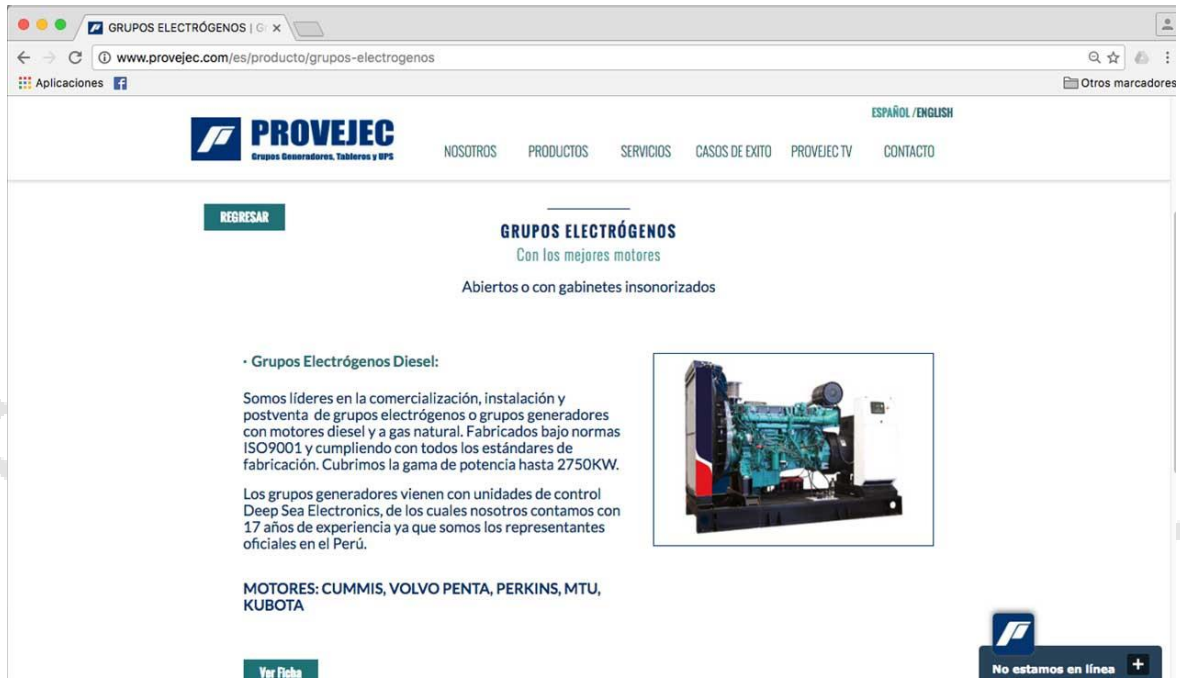 GRUPOS ELECTRÓGENOS | G
www.provejec.com/es/producto/grupos-electrogenos
Aplicaciones
Otros marcadores
ESPAÑOL /ENGLISH
PROVEJEC
Grupos Generadores, Tableros y UPS
NOSOTROS PRODUCTOS SERVICIOS CASOS DE EXITO PROVEJEC TV CONTACTO
REGRESAR
GRUPOS ELECTRÓGENOS
Con los mejores motores
Abiertos o con gabinetes insonorizados
· Grupos Electrógenos Diesel:
Somos líderes en la comercialización, instalación y
postventa de grupos electrógenos o grupos generadores
con motores diesel y a gas natural. Fabricados bajo normas
ISO9001 y cumpliendo con todos los estándares de
fabricación. Cubrimos la gama de potencia hasta 2750KW.
Los grupos generadores vienen con unidades de control
Deep Sea Electronics, de los cuales nosotros contamos con
17 años de experiencia ya que somos los representantes
oficiales en el Perú.
MOTORES: CUMMIS, VOLVO PENTA, PERKINS, MTU,
KUBOTA
Ver Ficha
No estamos en línea